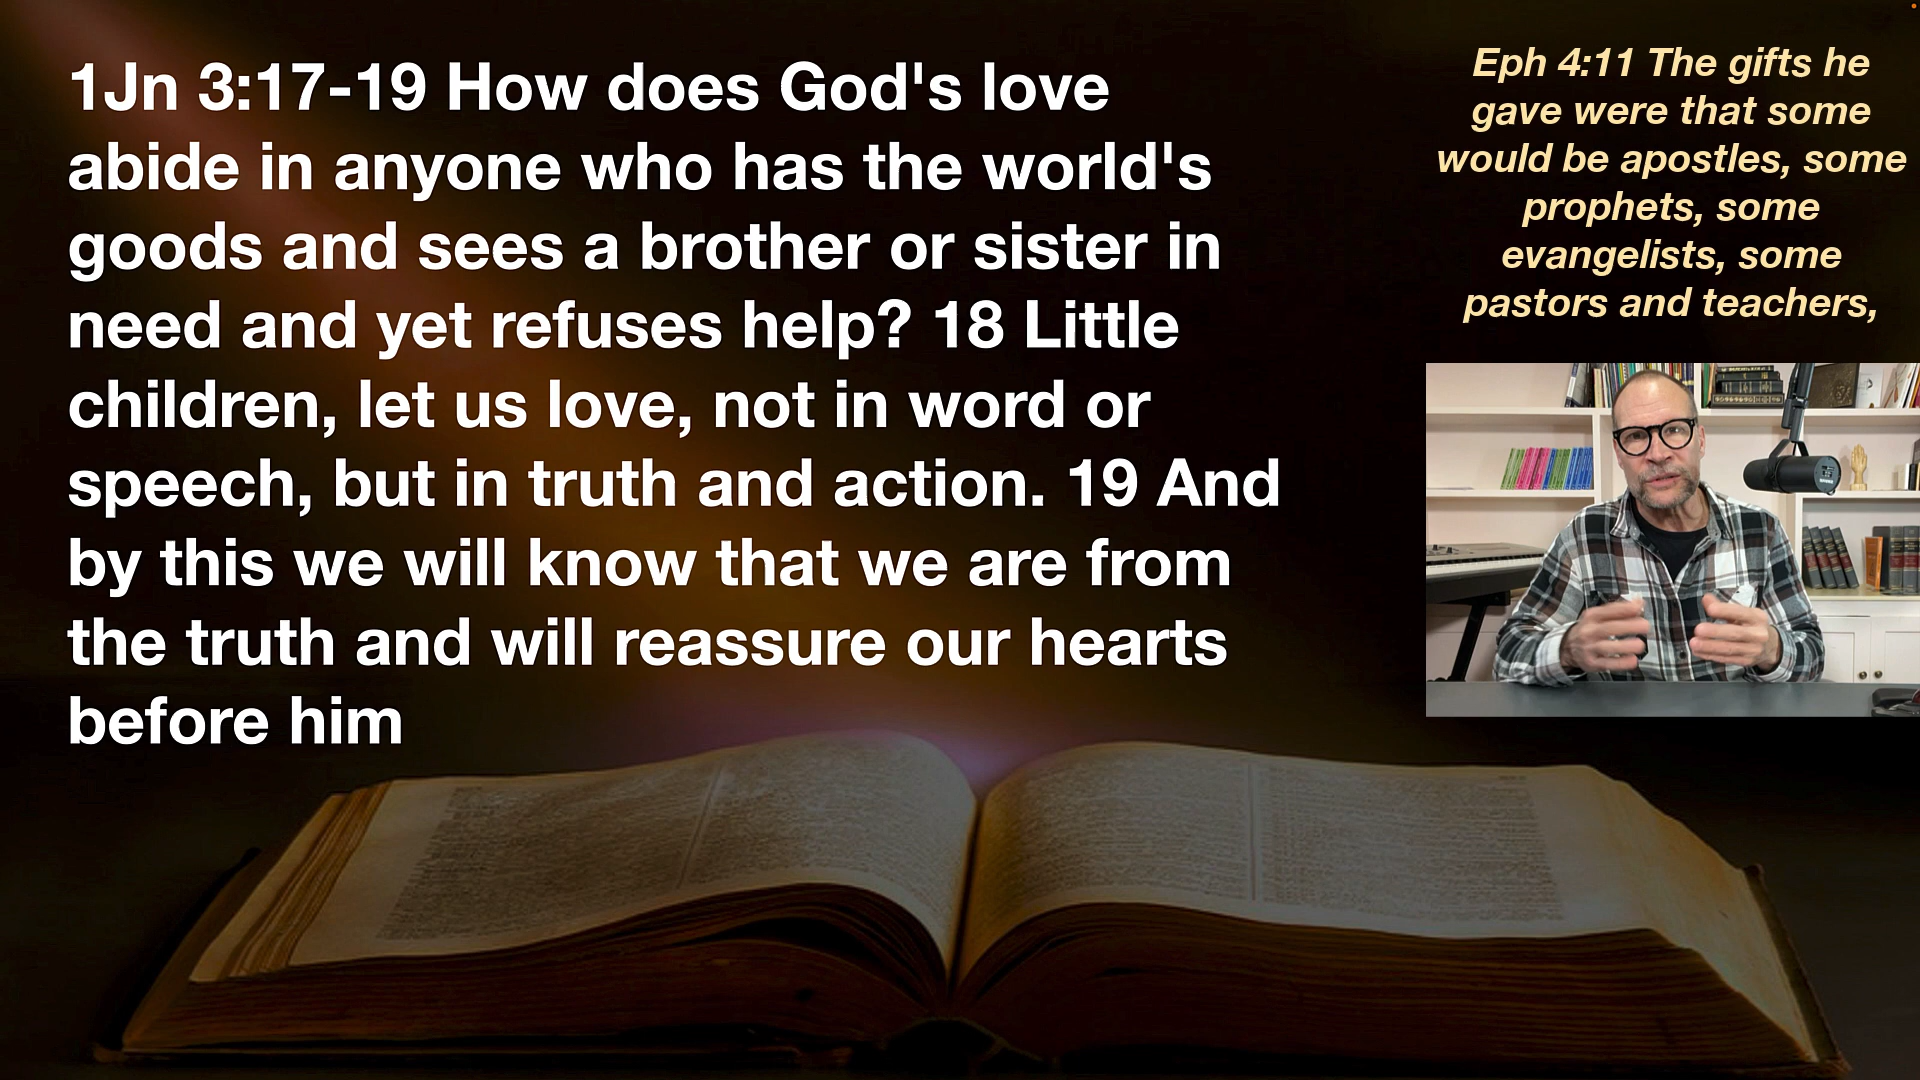 1Jn 3:17-19 How does God's love
abide in anyone who has the world's
goods and sees a brother or sister in
need and yet refuses help? 18 Little
children, let us love, not in word or
speech, but in truth and action. 19 And
by this we will know that we are from
the truth and will reassure our hearts
before him
Eph 4:11 The gifts he
gave were that some
would be apostles, some
prophets, some
evangelists, some
pastors and teachers,